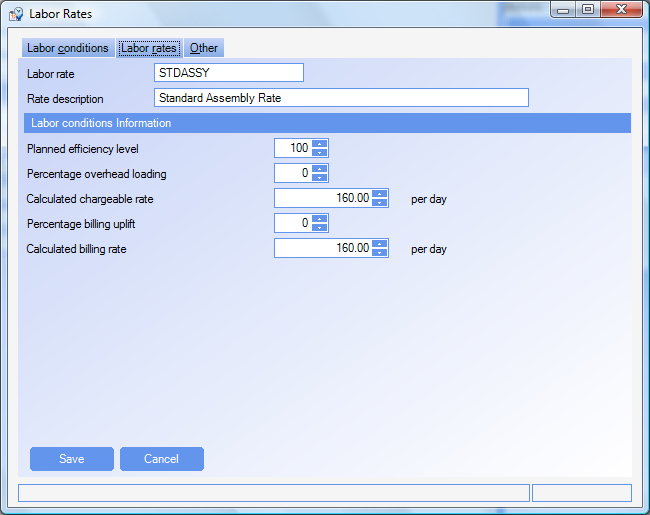 Labor Rates
Labor conditions Labor rates Other
Labor rate STDASSY
Rate description Standard Assembly Rate
Labor conditions Information
Planned efficiency level 100
Percentage overhead loading 0
Calculated chargeable rate 160.00 per day
Percentage billing uplift 0
Calculated billing rate 160.00 per day
Save Cancel